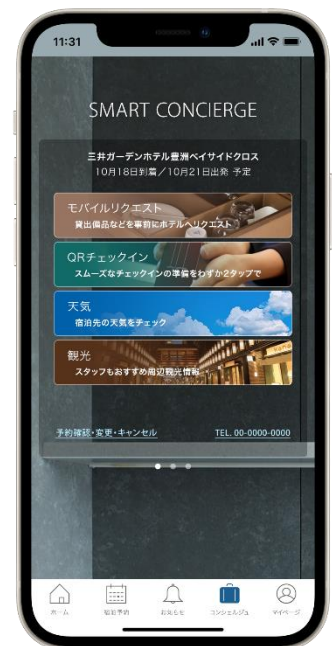 11:31
SMART CONCIERGE
三井ガーデンホテル豊洲ベイサイドクロス
10月18日到着／10月21日出発 予定
モバイルリクエスト
貸出備品などを事前にホテルへリクエスト
QRチェックイン
スムーズなチェックインの準備をわずか2タップで
天気
宿泊先の天気をチェック
観光
スタッフもおすすめ周辺観光情報
予約確認・変更・キャンセル TEL. 00-0000-0000
ホーム 宿泊予約 お知らせ コンシェルジュ マイページ